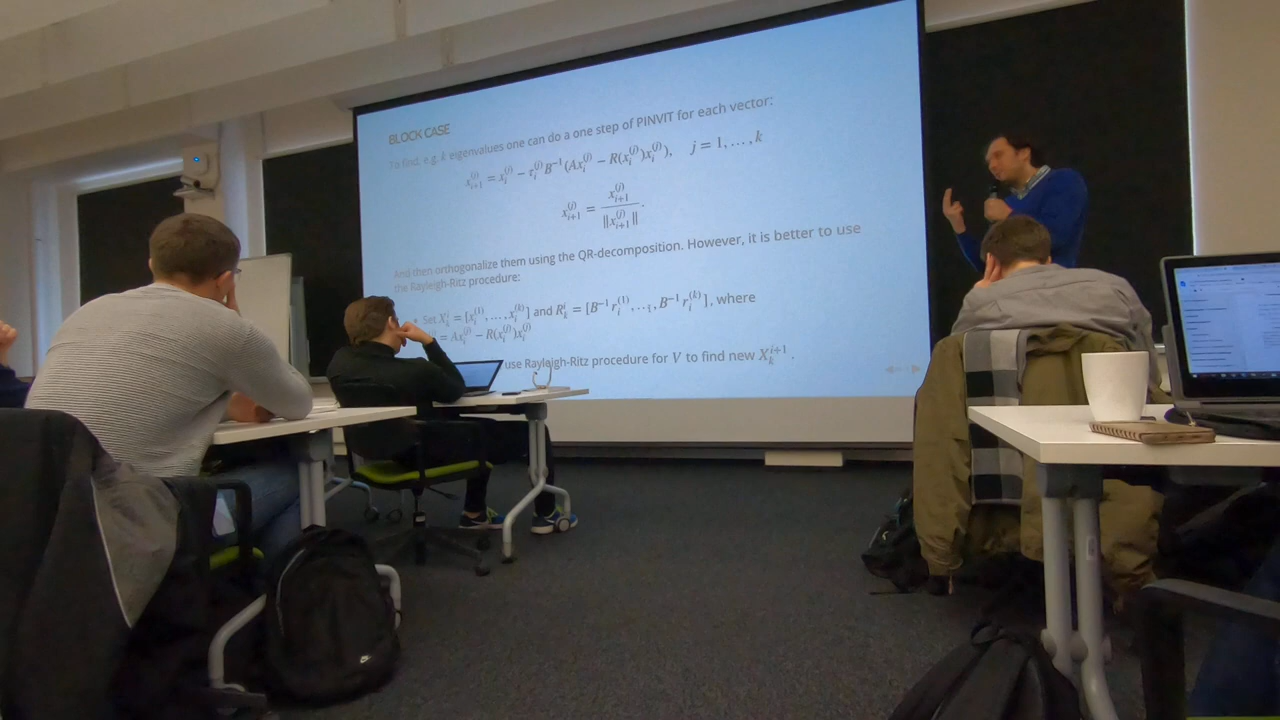 BLOCK CASE
To find, e.g. k eigenvalues one can do a one step of PINVIT for each vector:
x_{i+1}^{(j)} = x_i^{(j)} − τ_i^{(j)} B^{-1}(Ax_i^{(j)} − R(x_i^{(j)})x_i^{(j)}), j = 1, . . . , k
x_{i+1}^{(j)} = x_{i+1}^{(j)} / ||x_{i+1}^{(j)}|| .
And then orthogonalize them using the QR-decomposition. However, it is better to use
the Rayleigh-Ritz procedure:
Set X_k^i = [x_i^{(1)}, . . . , x_i^{(k)}] and R_k^i = [B^{-1}r_i^{(1)}, . . . , B^{-1}r_i^{(k)}], where
= Ax_i^{(j)} − R(x_i^{(j)})x_i^{(j)}
use Rayleigh-Ritz procedure for V to find new X_k^{i+1} .